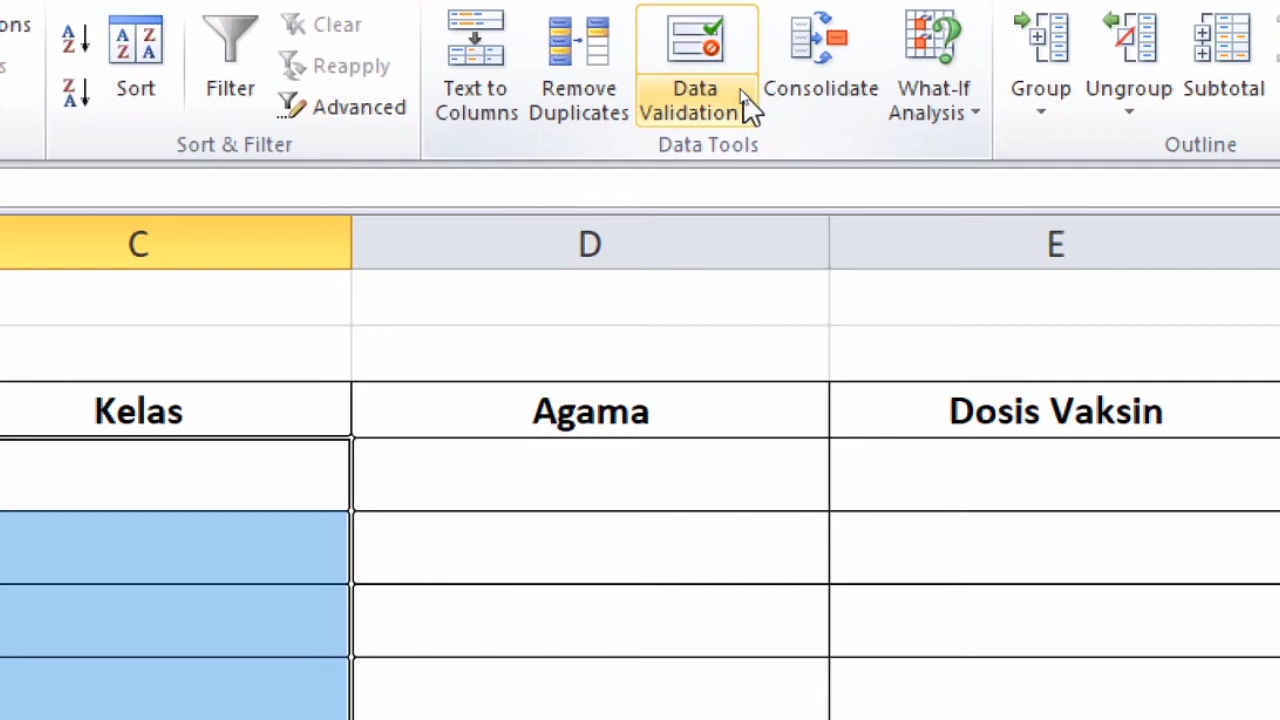 ons
Clear
Reapply
Advanced
Sort
Filter
Text to
Columns
Remove
Duplicates
Data
Validation
Consolidate
What-If
Analysis
Group
Ungroup
Subtotal
Sort & Filter
Data Tools
Outline
C
D
E
Kelas
Agama
Dosis Vaksin